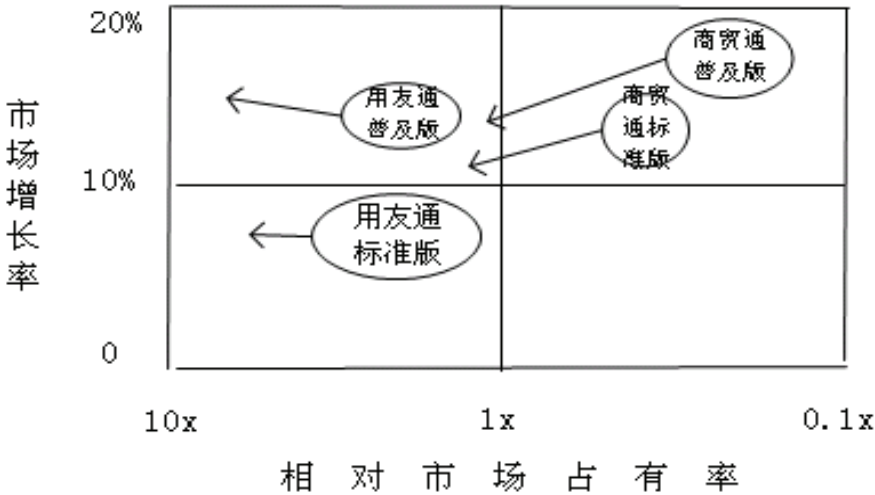 20%
商贸通
普及版
用友通
普及版
商贸
通标
准版
市场增长率
10%
用友通
标准版
0
10x
1x
0.1x
相对市场占有率